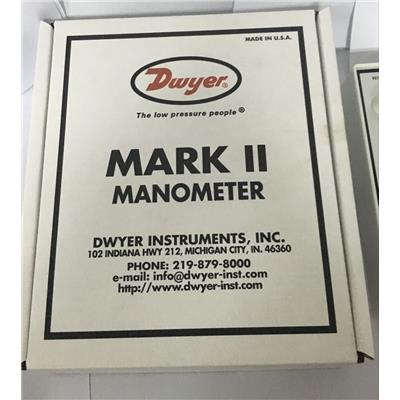 MADE IN U.S.A.
Dwyer®
The low pressure people®
MARK II
MANOMETER
DWYER INSTRUMENTS, INC.
102 INDIANA HWY 212, MICHIGAN CITY, IN. 46360
PHONE: 219-879-8000
e-mail: info@dwyer-inst.com
http://www.dwyer-inst.com